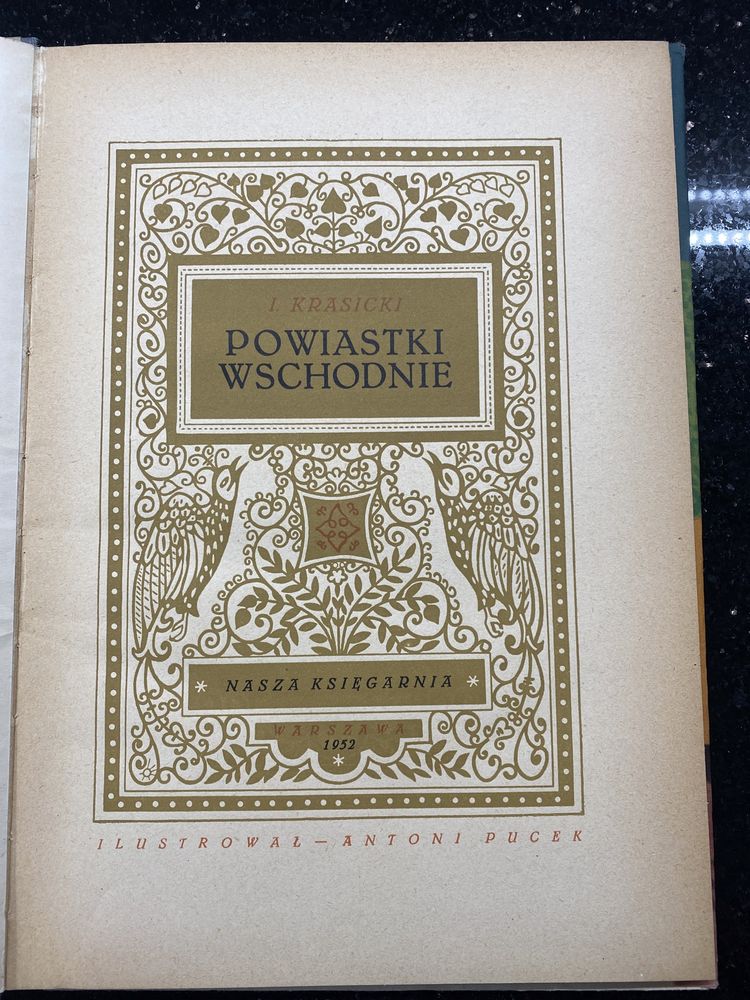 I. KRASICKI
POWIASTKI
WSCHODNIE
* NASZA KSIĘGARNIA *
WARSZAWA
1952
*
ILUSTROWAŁ — ANTONI PUCEK